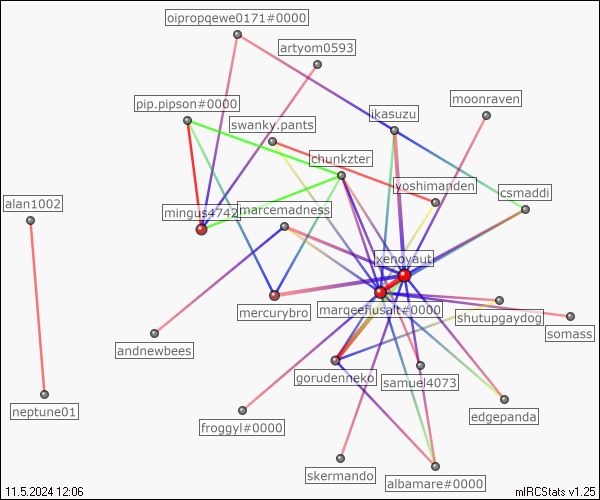 oipropqewe0171#0000
artyom0593
moonraven
pip.pipson#0000
ikasuzu
swanky.pants
chunkzter
yoshimanden
csmaddi
alan1002
mingus4742
marcemadness
xenoyaut
mercurybro
marqeefiusalt#0000
shutupgaydog
somass
andnewbees
gorudenneko
samuel4073
neptune01
edgepanda
froggyl#0000
skermando
albamare#0000
11.5.2024 12:06
mIRCStats v1.25